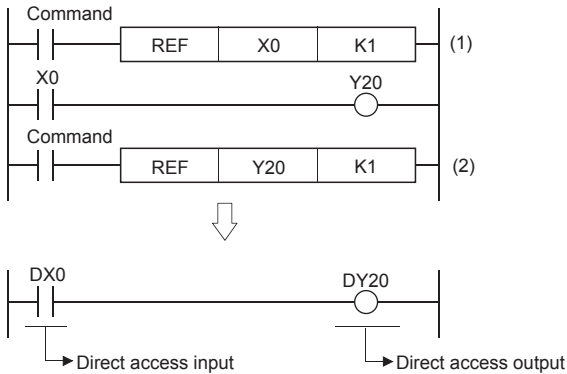 Command
REF X0 K1 (1)
X0 Y20
Command
REF Y20 K1 (2)
DX0 DY20
Direct access input Direct access output